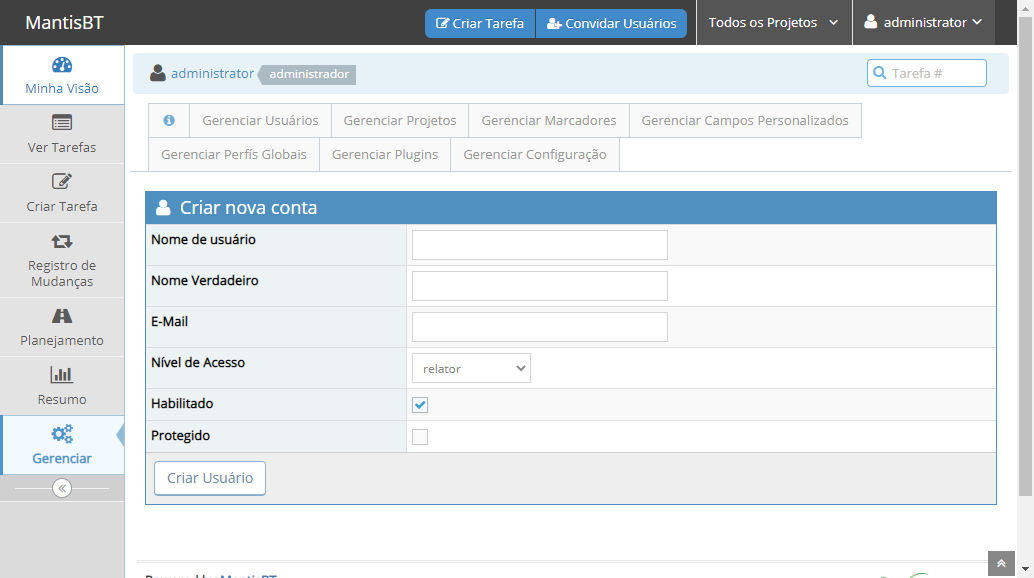 MantisBT
Criar Tarefa
Convidar Usuários
Todos os Projetos
administrator
Minha Visão
Ver Tarefas
Criar Tarefa
Registro de
Mudanças
Planejamento
Resumo
Gerenciar
administrator administrador
Tarefa #
Gerenciar Usuários
Gerenciar Projetos
Gerenciar Marcadores
Gerenciar Campos Personalizados
Gerenciar Perfís Globais
Gerenciar Plugins
Gerenciar Configuração
Criar nova conta
Nome de usuário
Nome Verdadeiro
E-Mail
Nível de Acesso
relator
Habilitado
Protegido
Criar Usuário
Powered by MantisBT